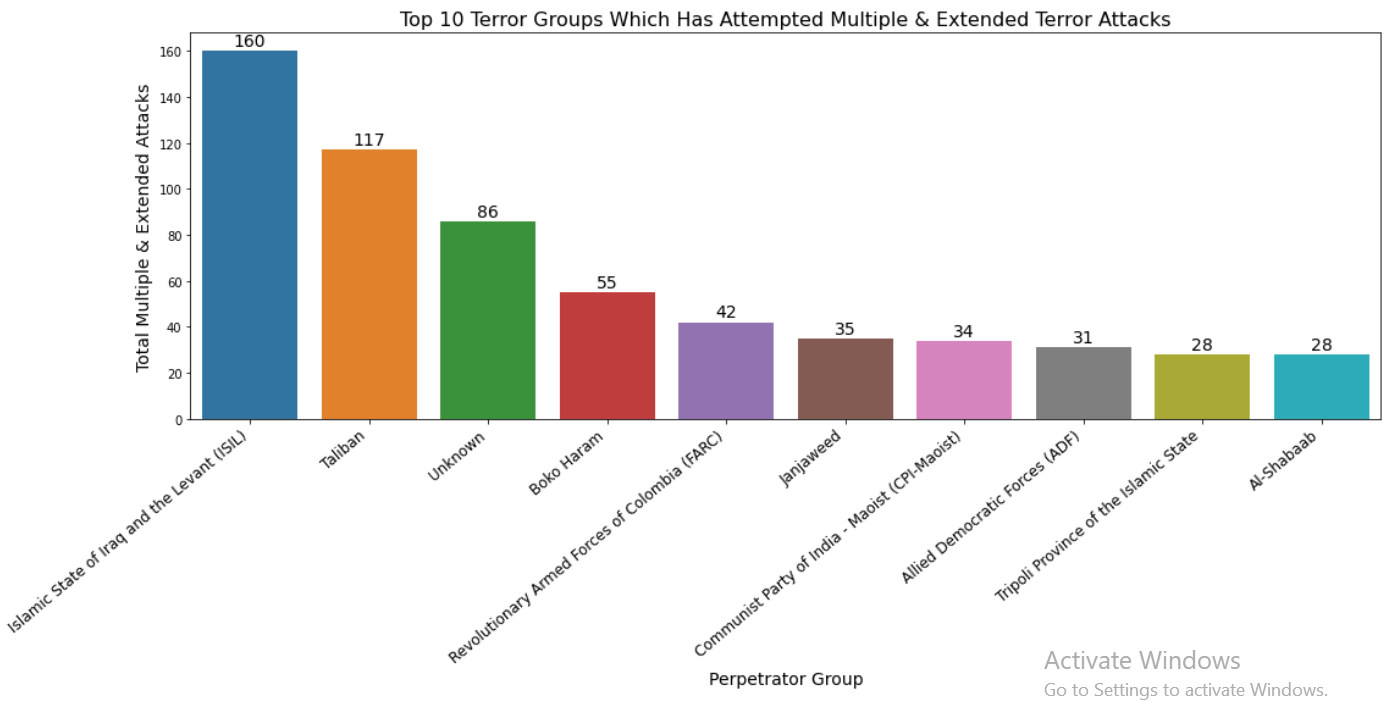 Top 10 Terror Groups Which Has Attempted Multiple & Extended Terror Attacks
Total Multiple & Extended Attacks
160
140
120
100
80
60
40
20
0
160
117
86
55
42
35
34
31
28
28
Islamic State of Iraq and the Levant (ISIL)
Taliban
Unknown
Boko Haram
Revolutionary Armed Forces of Colombia (FARC)
Janjaweed
Communist Party of India - Maoist (CPI-Maoist)
Allied Democratic Forces (ADF)
Tripoli Province of the Islamic State
Al-Shabaab
Perpetrator Group
Activate Windows
Go to Settings to activate Windows.